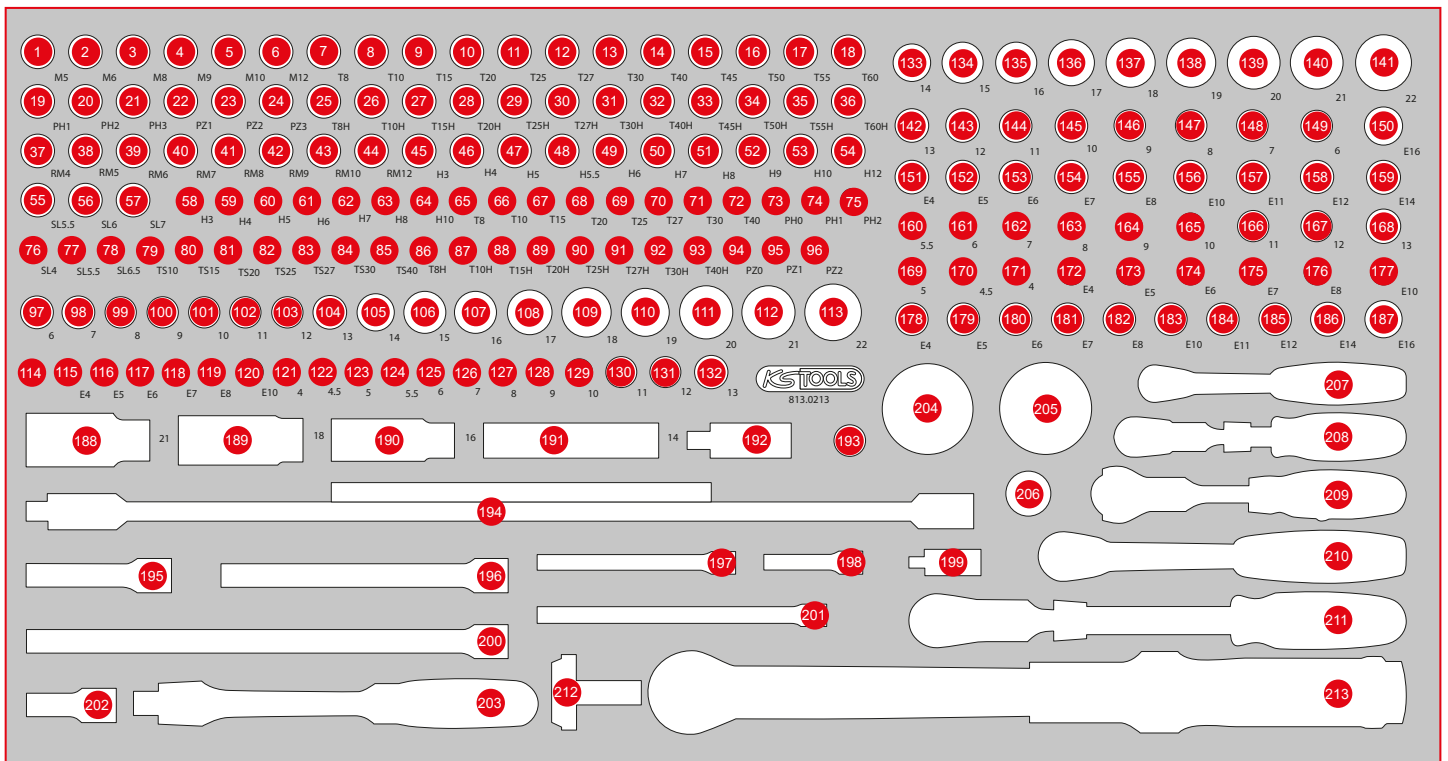 1 2 3 4 5 6 7 8 9 10 11 12 13 14 15 16 17 18
M5 M6 M8 M9 M10 M12 T8 T10 T15 T20 T25 T27 T30 T40 T45 T50 T55 T60
19 20 21 22 23 24 25 26 27 28 29 30 31 32 33 34 35 36
PH1 PH2 PH3 PZ1 PZ2 PZ3 T8H T10H T15H T20H T25H T27H T30H T40H T45H T50H T55H T60H
37 38 39 40 41 42 43 44 45 46 47 48 49 50 51 52 53 54
RM4 RM5 RM6 RM7 RM8 RM9 RM10 RM12 H3 H4 H5 H5.5 H6 H7 H8 H9 H10 H12
55 56 57 58 59 60 61 62 63 64 65 66 67 68 69 70 71 72 73 74 75
SL5.5 SL6 SL7 H3 H4 H5 H6 H7 H8 H10 T8 T10 T15 T20 T25 T27 T30 T40 PH0 PH1 PH2
76 77 78 79 80 81 82 83 84 85 86 87 88 89 90 91 92 93 94 95 96
SL4 SL5.5 SL6.5 TS10 TS15 TS20 TS25 TS27 TS30 TS40 T8H T10H T15H T20H T25H T27H T30H T40H PZ0 PZ1 PZ2
97 98 99 100 101 102 103 104 105 106 107 108 109 110 111 112 113
6 7 8 9 10 11 12 13 14 15 16 17 18 19 20 21 22
114 115 116 117 118 119 120 121 122 123 124 125 126 127 128 129 130 131 132
E4 E5 E6 E7 E8 E10 4 4.5 5 5.5 6 7 8 9 10 11 12 13
KS TOOLS
813.0213
133 134 135 136 137 138 139 140 141
14 15 16 17 18 19 20 21 22
142 143 144 145 146 147 148 149 150
13 12 11 10 9 8 7 6 E16
151 152 153 154 155 156 157 158 159
E4 E5 E6 E7 E8 E10 E11 E12 E14
160 161 162 163 164 165 166 167 168
5.5 6 7 8 9 10 11 12 13
169 170 171 172 173 174 175 176 177
5 4.5 4 E4 E5 E6 E7 E8 E10
178 179 180 181 182 183 184 185 186 187
E4 E5 E6 E7 E8 E10 E11 E12 E14 E16
188 21 189 18 190 16 191 14 192 193
204 205 207
208
194 206 209
195 196 197 198 199 210
200 201 211
202 203 212 213